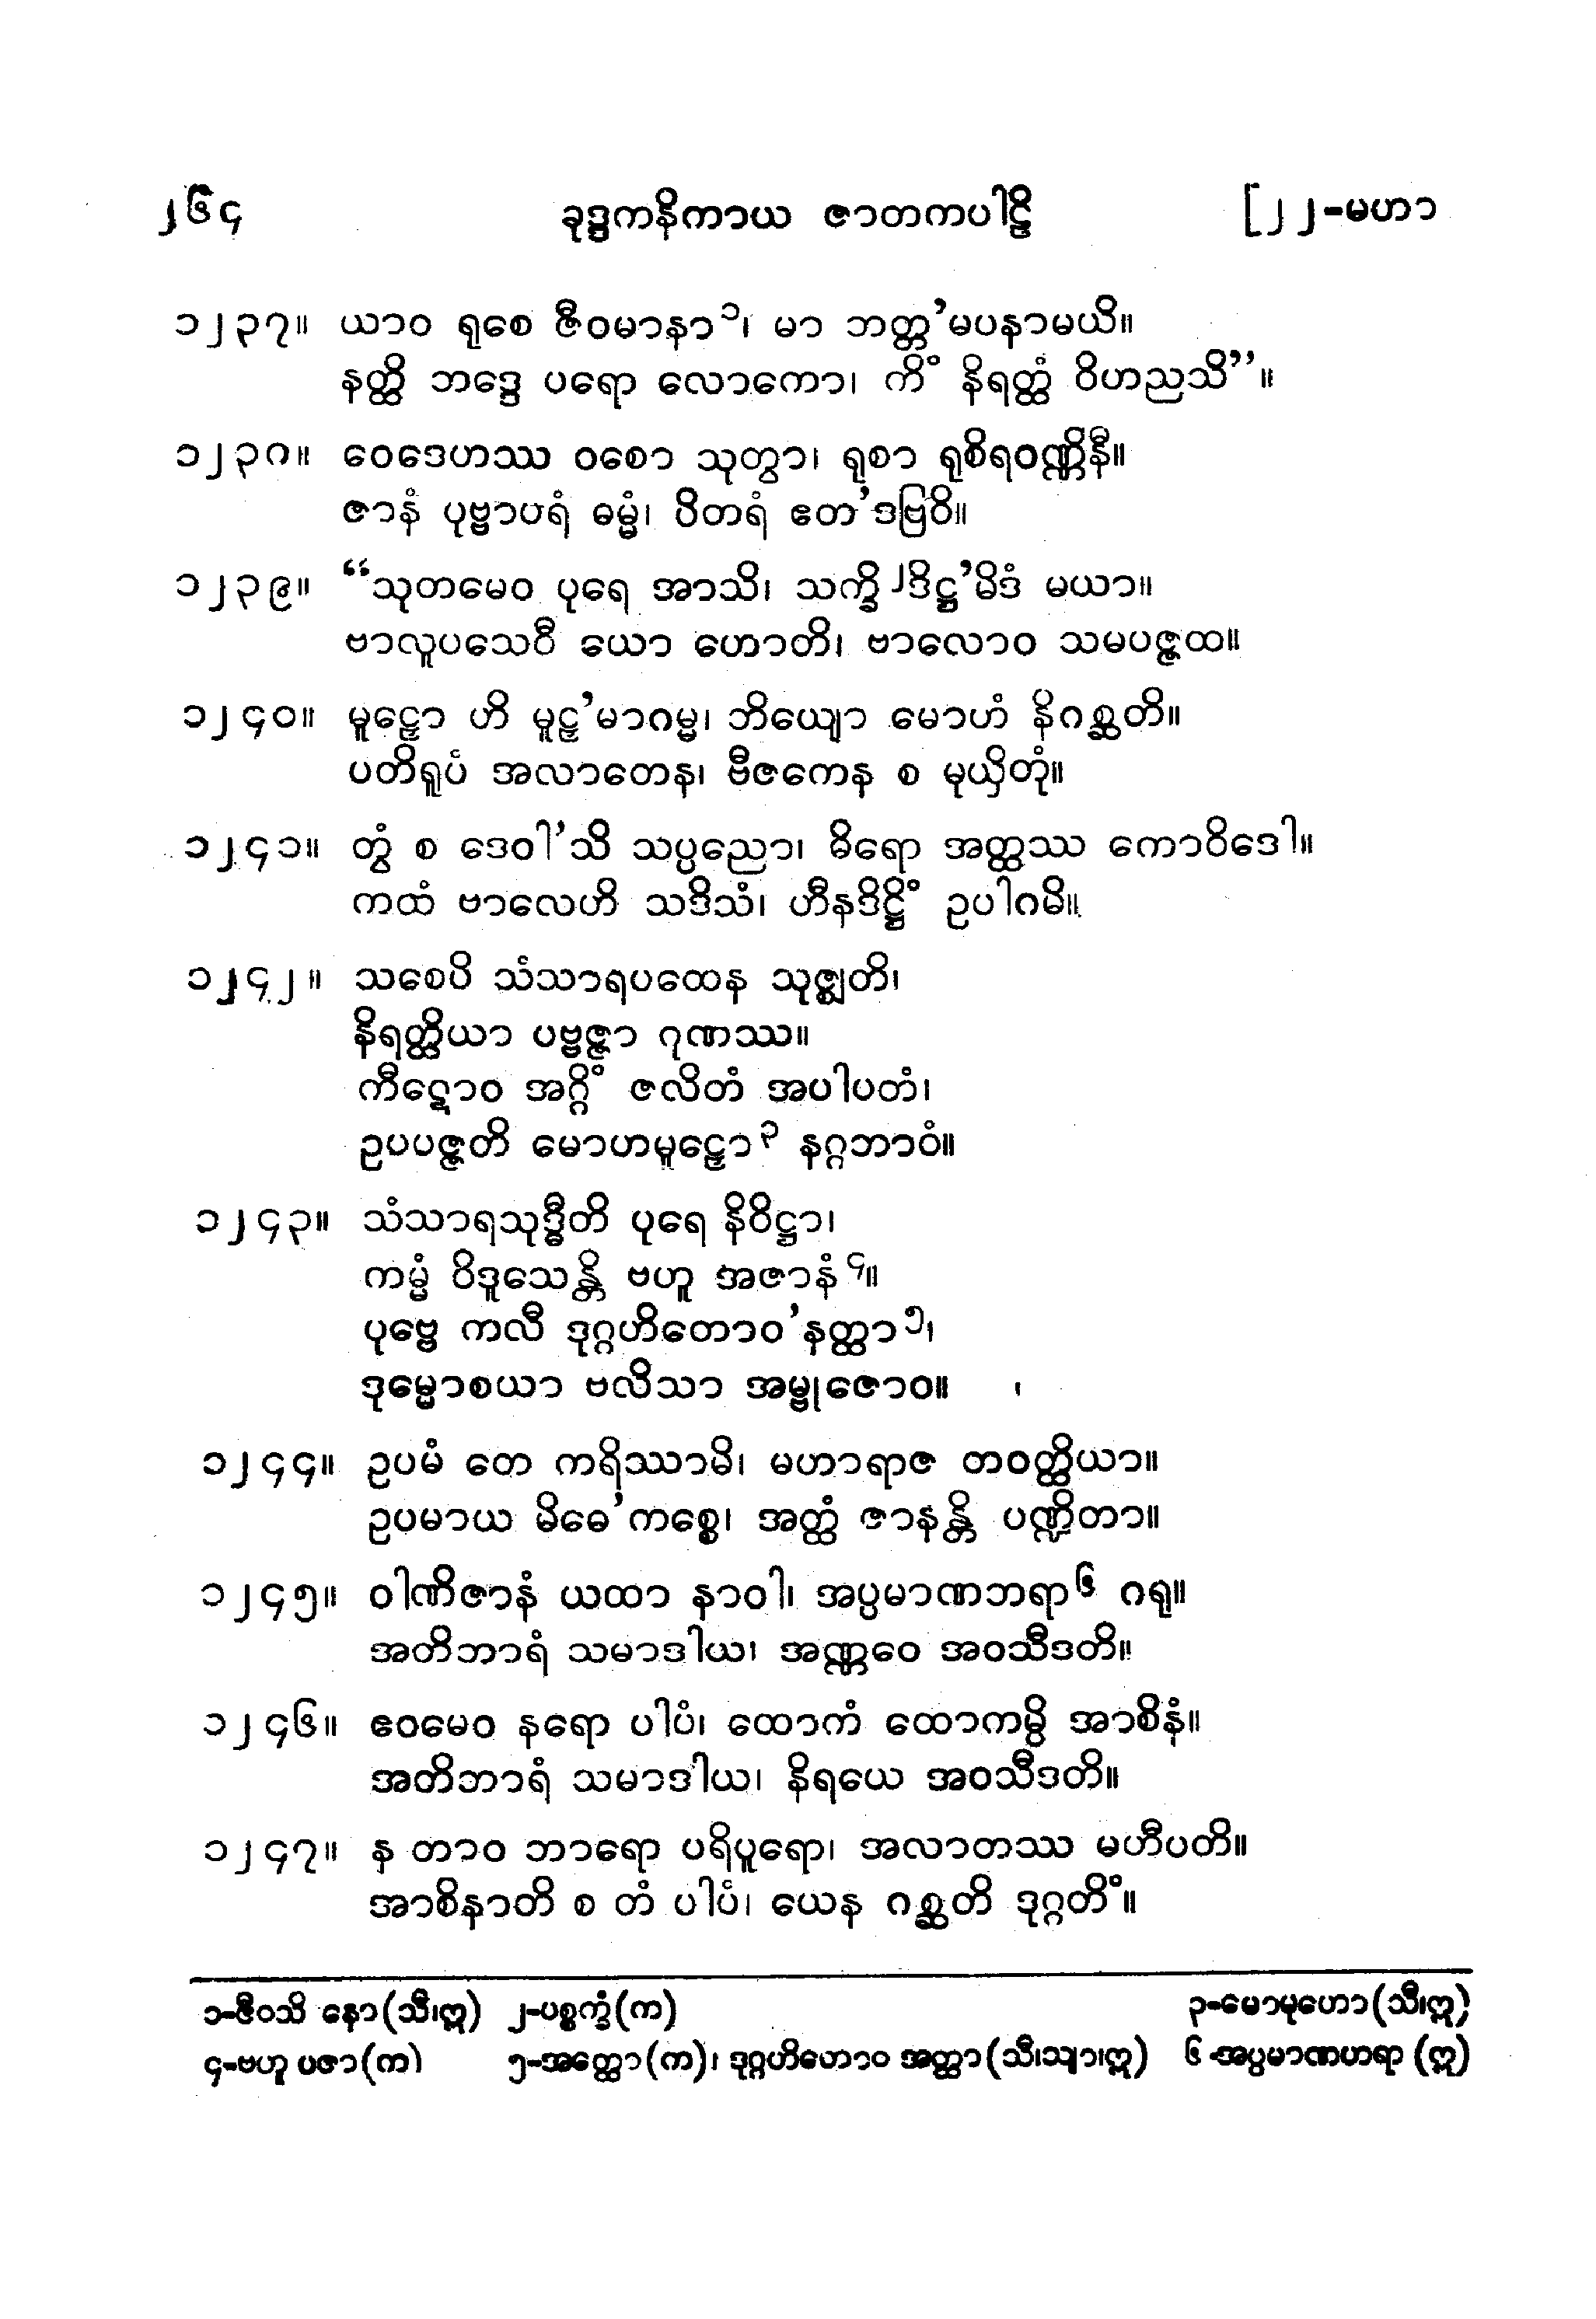 ၂၆၄ ခုဒ္ဒကနိကာယ ဇာတကပါဠိ [၂၂-မဟာ
၁၂၃၇။ ယာဝ ရုစေ ဇီဝမာနာ၁၊ မာ ဘတ္တ’မပနာမယိ။
နတ္ထိ ဘဒ္ဒေ ပရော လောကော၊ ကိံ နိရတ္ထံ ဝိဟညသိ”။
၁၂၃၈။ ဝေဒေဟဿ ဝစော သုတွာ၊ ရုစာ ရုစိရဝဏ္ဏိနီ။
ဇာနံ ပုဗ္ဗာပရံ ဓမ္မံ၊ ပိတရံ ဧတ’ဒဗြဝိ။
၁၂၃၉။ “သုတမေဝ ပုရေ အာသိ၊ သက္ခိ၂ဒိဋ္ဌ’မိဒံ မယာ။
ဗာလူပသေဝီ ယော ဟောတိ၊ ဗာလောဝ သမပဇ္ဇထ။
၁၂၄၀။ မူဠှော ဟိ မူဠှ’မာဂမ္မ၊ ဘိယျော မောဟံ နိဂစ္ဆတိ။
ပတိရူပံ အလာတေန၊ ဗီဇကေန စ မုယှိတုံ။
၁၂၄၁။ တွံ စ ဒေဝါ’သိ သပ္ပညော၊ ဓိရော အတ္ထဿ ကောဝိဒေါ။
ကထံ ဗာလေဟိ သဒိသံ၊ ဟီနဒိဋ္ဌိံ ဥပါဂမိ။
၁၂၄၂။ သစေပိ သံသာရပထေန သုဇ္ဈတိ၊
နိရတ္ထိယာ ပဗ္ဗဇ္ဇာ ဂုဏဿ။
ကီဋောဝ အဂ္ဂိံ ဇလိတံ အပါပတံ၊
ဥပပဇ္ဇတိ မောဟမူဠှော၃ နဂ္ဂဘာဝံ။
၁၂၄၃။ သံသာရသုဒ္ဓီတိ ပုရေ နိဝိဋ္ဌာ၊
ကမ္မံ ဝိဒူသေန္တိ ဗဟူ အဇာနံ၄။
ပုဗ္ဗေ ကလီ ဒုဂ္ဂဟိတောဝ’နတ္ထာ၅၊
ဒုမ္မောစယာ ဗလိသာ အမ္ဗုဇောဝ။
၁၂၄၄။ ဥပမံ တေ ကရိဿာမိ၊ မဟာရာဇ တဝတ္ထိယာ။
ဥပမာယ မိဓေ’ကစ္စေ၊ အတ္ထံ ဇာနန္တိ ပဏ္ဍိတာ။
၁၂၄၅။ ဝါဏိဇာနံ ယထာ နာဝါ၊ အပ္ပမာဏဘရာ၆ ဂရု။
အတိဘာရံ သမာဒါယ၊ အဏ္ဏဝေ အဝသီဒတိ။
၁၂၄၆။ ဧဝမေဝ နရော ပါပံ၊ ထောကံ ထောကမ္ပိ အာစိနံ။
အတိဘာရံ သမာဒါယ၊ နိရယေ အဝသီဒတိ။
၁၂၄၇။ န တာဝ ဘာရော ပရိပူရော၊ အလာတဿ မဟီပတိ။
အာစိနာတိ စ တံ ပါပံ၊ ယေန ဂစ္ဆတိ ဒုဂ္ဂတိံ။
၁-ဇီဝသိ နော(သီ၊ဣ) ၂-ပစ္စက္ခံ(က) ၃-မောမုဟော(သီ၊ဣ)
၄-ဗဟူ ပဇာ(က) ၅-အတ္ထော(က)၊ ဒုဂ္ဂဟိဟောဝ အတ္ထာ(သီ၊သျာ၊ဣ) ၆-အပ္ပမာဏဟရာ (ဣ)